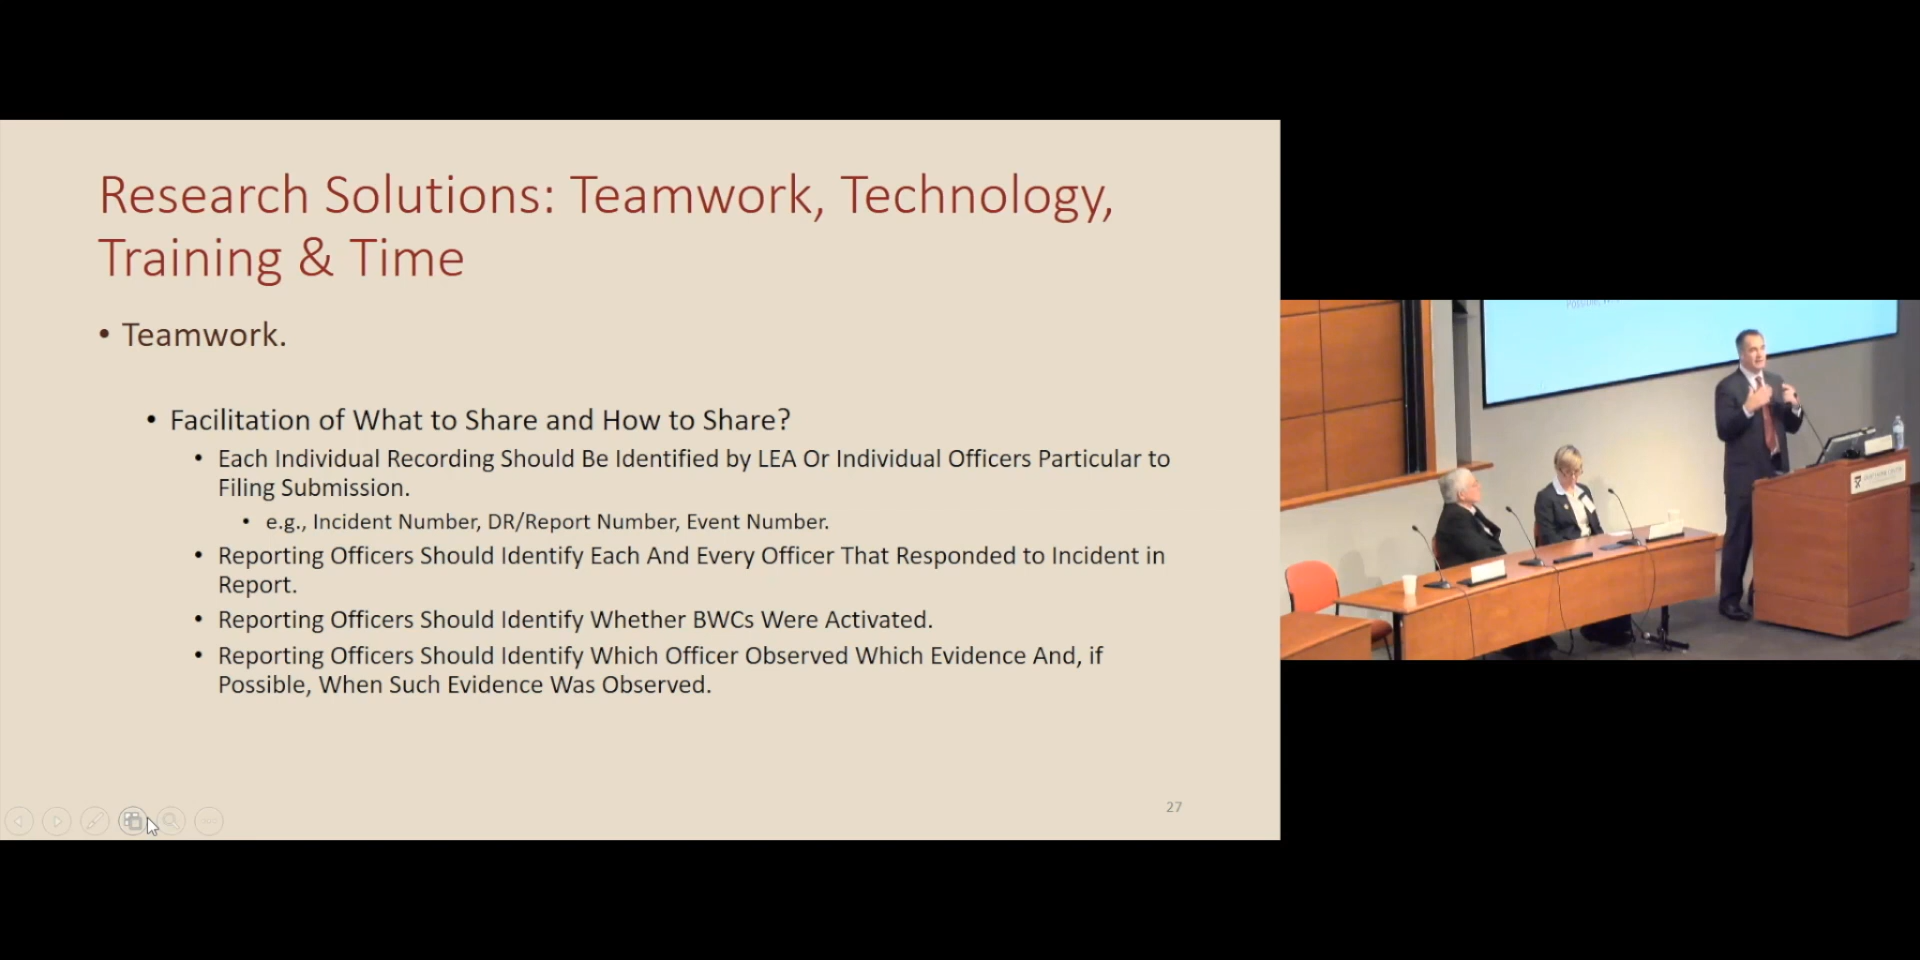 Research Solutions: Teamwork, Technology,
Training & Time
• Teamwork.
• Facilitation of What to Share and How to Share?
• Each Individual Recording Should Be Identified by LEA Or Individual Officers Particular to
Filing Submission.
• e.g., Incident Number, DR/Report Number, Event Number.
• Reporting Officers Should Identify Each And Every Officer That Responded to Incident in
Report.
• Reporting Officers Should Identify Whether BWCs Were Activated.
• Reporting Officers Should Identify Which Officer Observed Which Evidence And, if
Possible, When Such Evidence Was Observed.
27